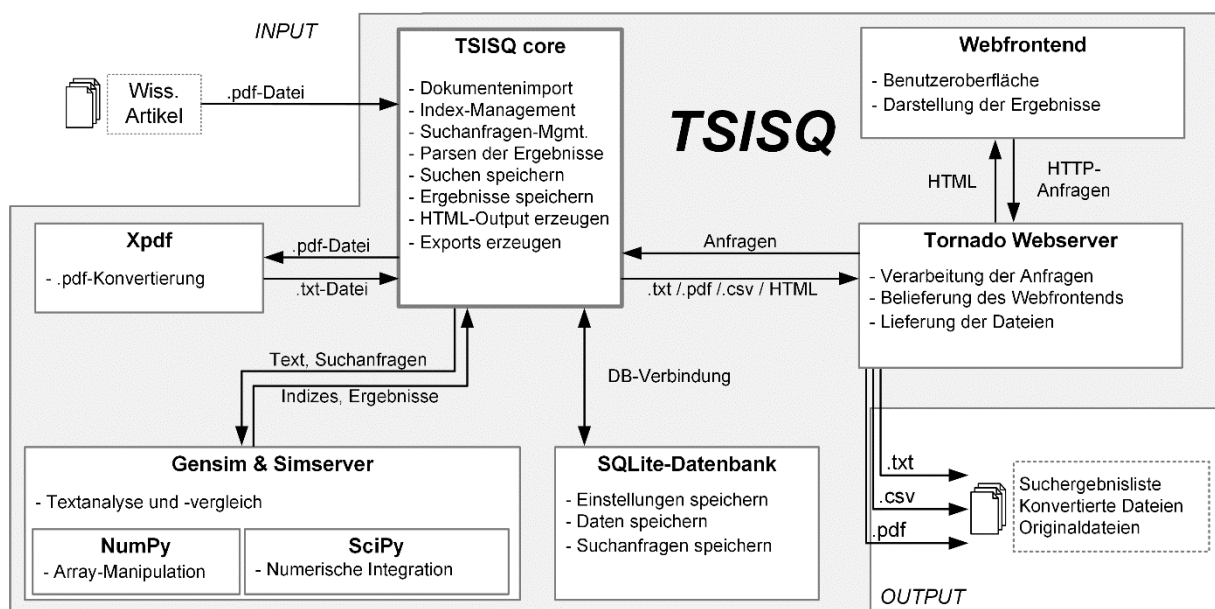 INPUT
Wiss.
Artikel
.pdf-Datei
TSISQ core
- Dokumentenimport
- Index-Management
- Suchanfragen-Mgmt.
- Parsen der Ergebnisse
- Suchen speichern
- Ergebnisse speichern
- HTML-Output erzeugen
- Exports erzeugen
TSISQ
Webfrontend
- Benutzeroberfläche
- Darstellung der Ergebnisse
HTML
HTTP-
Anfragen
Xpdf
- .pdf-Konvertierung
.pdf-Datei
.txt-Datei
Anfragen
.txt /.pdf /.csv / HTML
Tornado Webserver
- Verarbeitung der Anfragen
- Belieferung des Webfrontends
- Lieferung der Dateien
Text, Suchanfragen
Indizes, Ergebnisse
DB-Verbindung
Gensim & Simserver
- Textanalyse und -vergleich
NumPy
- Array-Manipulation
SciPy
- Numerische Integration
SQLite-Datenbank
- Einstellungen speichern
- Daten speichern
- Suchanfragen speichern
.txt
.csv
.pdf
Suchergebnisliste
Konvertierte Dateien
Originaldateien
OUTPUT